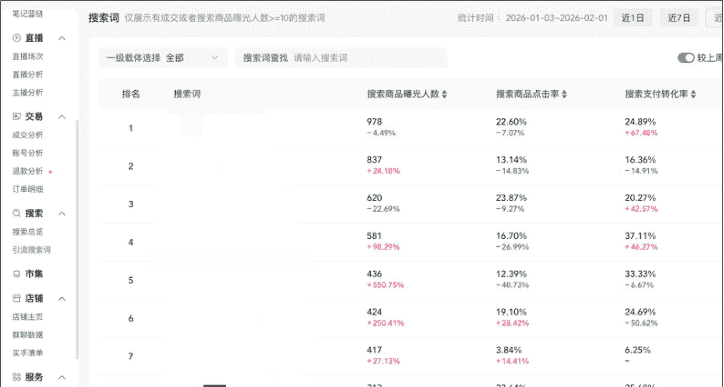 笔记蓝链
直播
直播场次
直播分析
主播分析
交易
成交分析
账号分析
退款分析
订单明细
搜索
搜索总览
引流搜索词
市集
店铺
店铺主页
群聊数据
买手清单
服务
搜索词 仅展示有成交或者搜索商品曝光人数>=10的搜索词
统计时间： 2026-01-03~2026-02-01 近1日 近7日 近
一级载体选择 全部 搜索词查找 请输入搜索词 较上周
排名 搜索词 搜索商品曝光人数 搜索商品点击率 搜索支付转化率
1 978 22.60% 24.89%
-4.49% -7.07% +67.48%
2 837 13.14% 16.36%
+24.18% -14.83% -14.91%
3 620 23.87% 20.27%
-22.69% -9.27% +42.57%
4 581 16.70% 37.11%
+98.29% -26.99% +46.27%
5 436 12.39% 33.33%
+550.75% -40.73% -6.67%
6 424 19.10% 24.69%
+250.41% +28.42% -50.62%
7 417 3.84% 6.25%
+27.13% +14.41% -